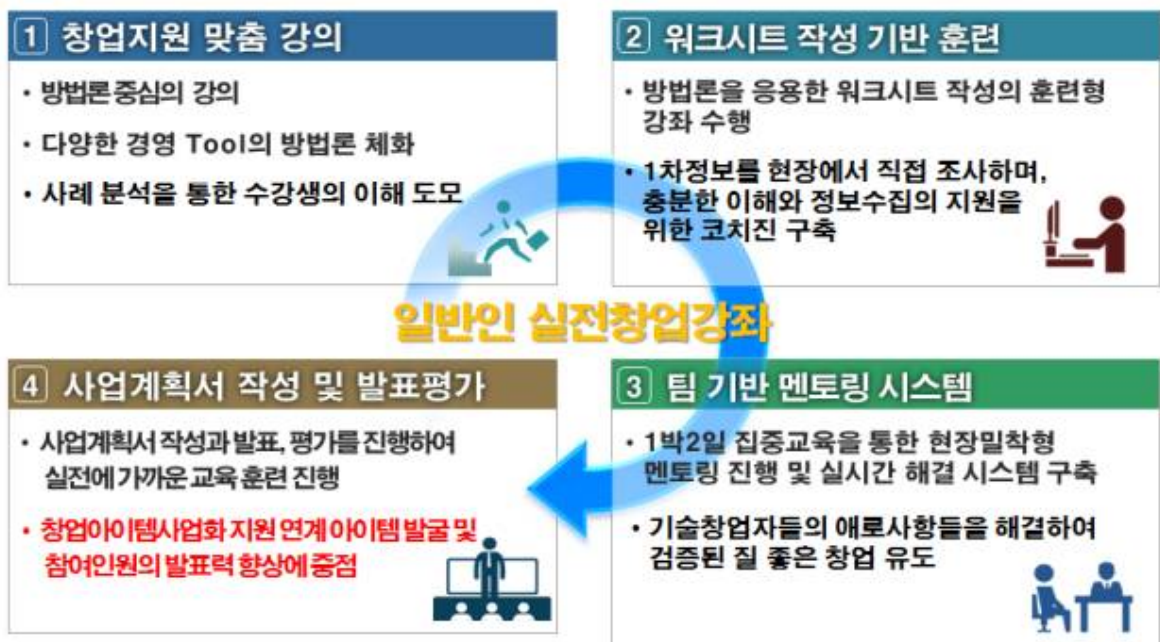 1 창업지원 맞춤 강의
· 방법론 중심의 강의
· 다양한 경영 Tool의 방법론 체화
· 사례 분석을 통한 수강생의 이해 도모
2 워크시트 작성 기반 훈련
· 방법론을 응용한 워크시트 작성의 훈련형
강좌 수행
· 1차정보를 현장에서 직접 조사하며,
충분한 이해와 정보수집의 지원을
위한 코치진 구축
일반인 실전창업강좌
4 사업계획서 작성 및 발표평가
· 사업계획서 작성과 발표, 평가를 진행하여
실전에 가까운 교육 훈련 진행
· 창업아이템사업화 지원 연계 아이템 발굴 및
참여인원의 발표력 향상에 중점
3 팀 기반 멘토링 시스템
· 1박2일 집중교육을 통한 현장밀착형
멘토링 진행 및 실시간 해결 시스템 구축
· 기술창업자들의 애로사항들을 해결하여
검증된 질 좋은 창업 유도